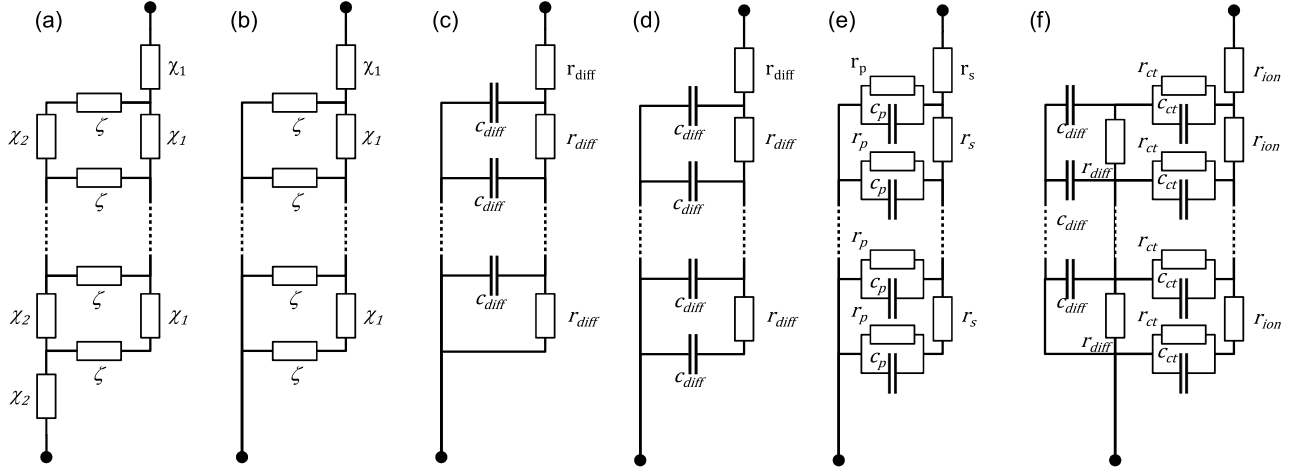 (a) (b) (c) (d) (e) (f)
χ₁ χ₁ r_diff r_diff r_p r_s r_ct r_ion
c_p c_ct
ζ ζ c_diff c_diff c_diff
χ₂ χ₁ χ₁ r_diff r_diff r_p r_s r_ct r_ion
c_p r_diff c_ct
ζ ζ c_diff c_diff
c_diff
r_p r_ct
ζ ζ c_diff c_diff c_p c_diff c_ct
χ₂ χ₁ χ₁ r_diff r_diff r_p r_s r_ct r_ion
r_diff
ζ ζ c_diff c_p c_ct
χ₂